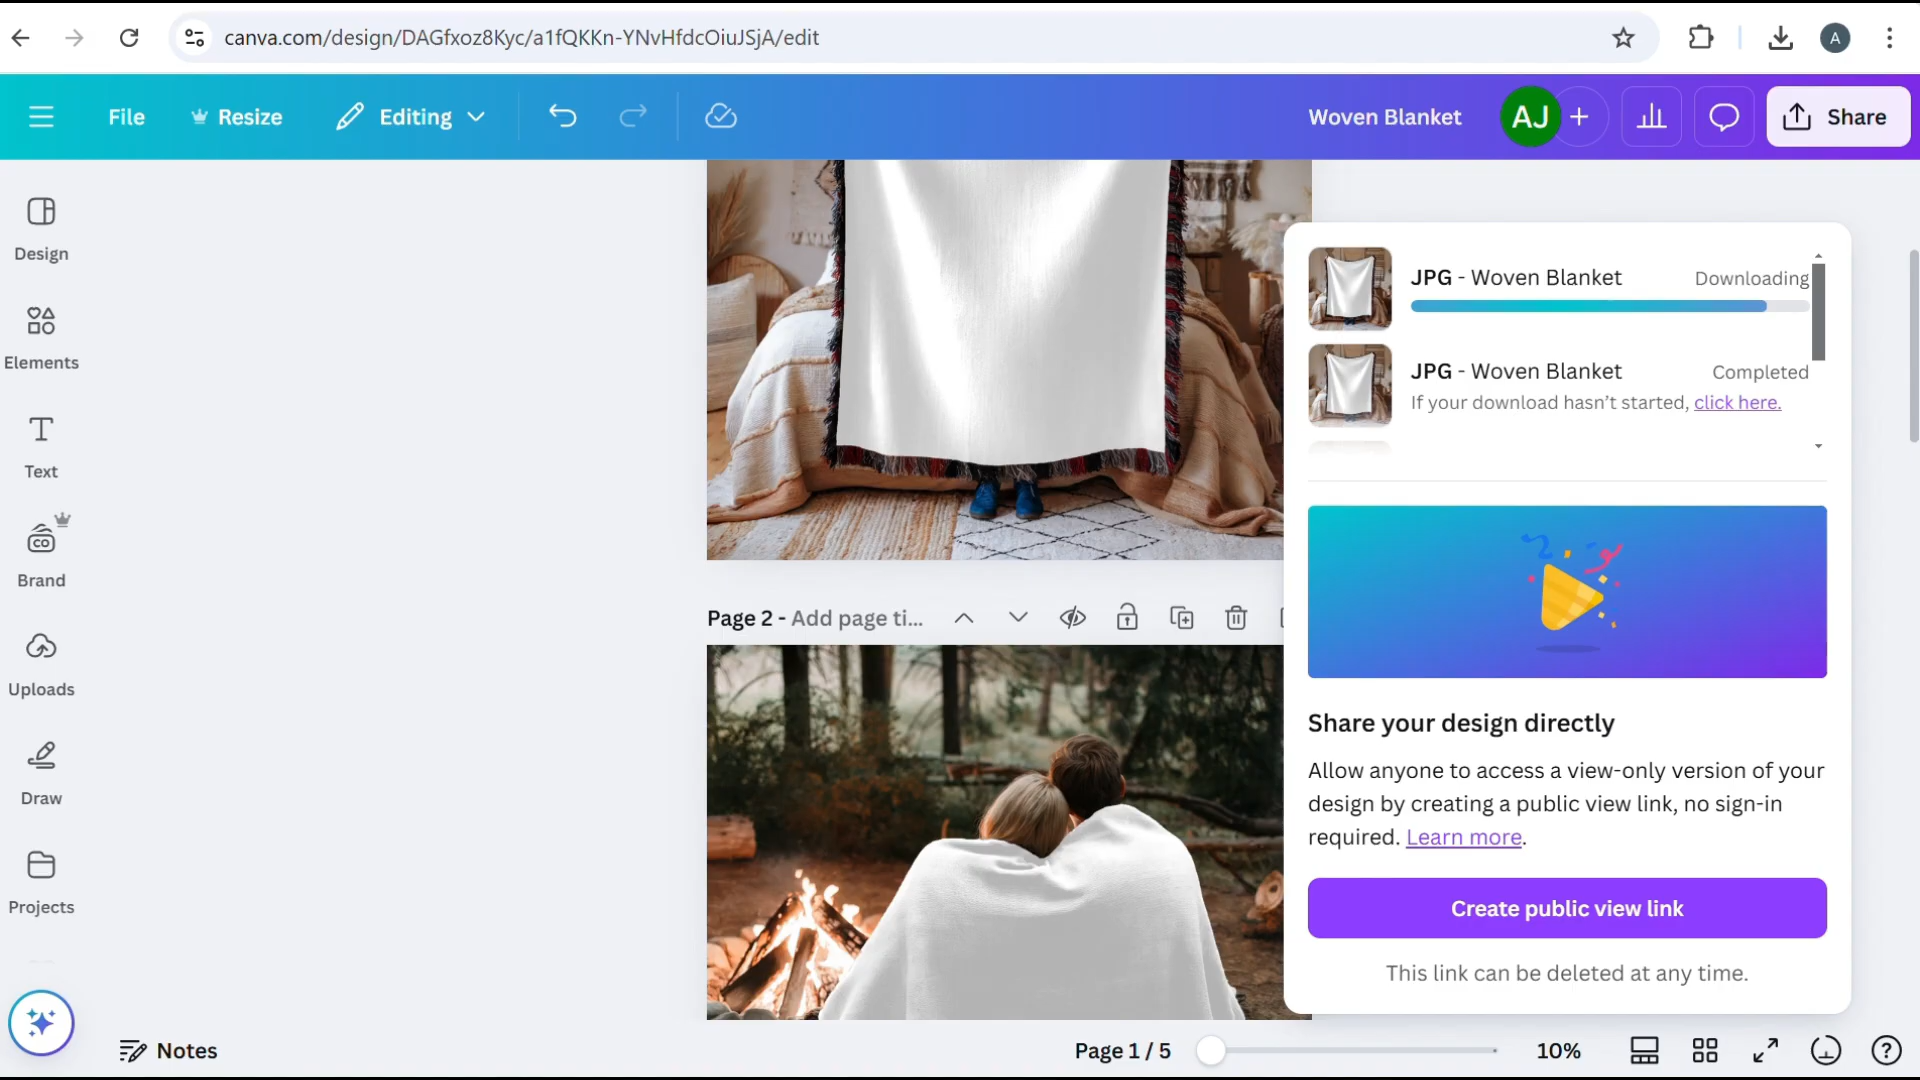 canva.com/design/DAGfxoz8Kyc/a1fQKKn-YNvHfdcOiuJSjA/edit
A
File
Resize
Editing
Woven Blanket
AJ
+
Share
Design
Elements
Text
CO
Brand
Uploads
Draw
Projects
JPG - Woven Blanket
Downloading
JPG - Woven Blanket
Completed
If your download hasn't started, click here.
Page 2 - Add page ti...
Share your design directly
Allow anyone to access a view-only version of your
design by creating a public view link, no sign-in
required. Learn more.
Create public view link
This link can be deleted at any time.
Notes
Page 1 / 5
10%
?